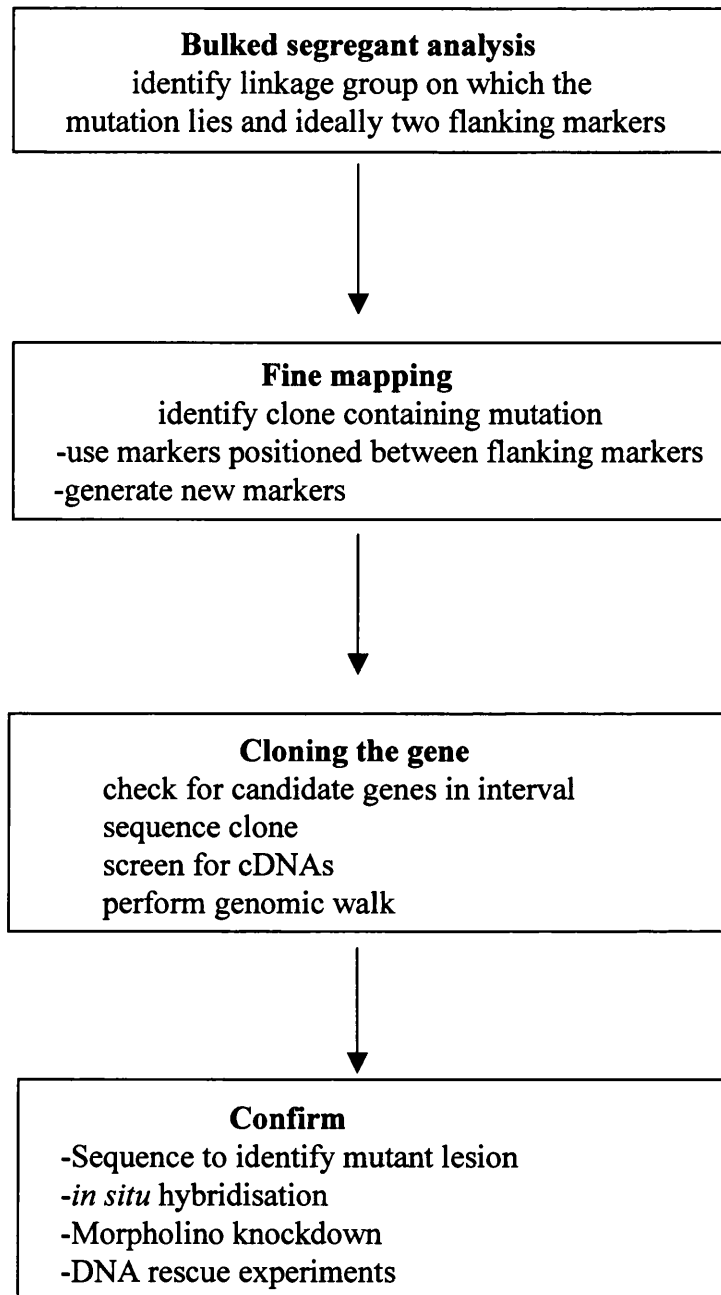 Bulked segregant analysis
identify linkage group on which the
mutation lies and ideally two flanking markers
Fine mapping
identify clone containing mutation
-use markers positioned between flanking markers
-generate new markers
Cloning the gene
check for candidate genes in interval
sequence clone
screen for cDNAs
perform genomic walk
Confirm
-Sequence to identify mutant lesion
-in situ hybridisation
-Morpholino knockdown
-DNA rescue experiments